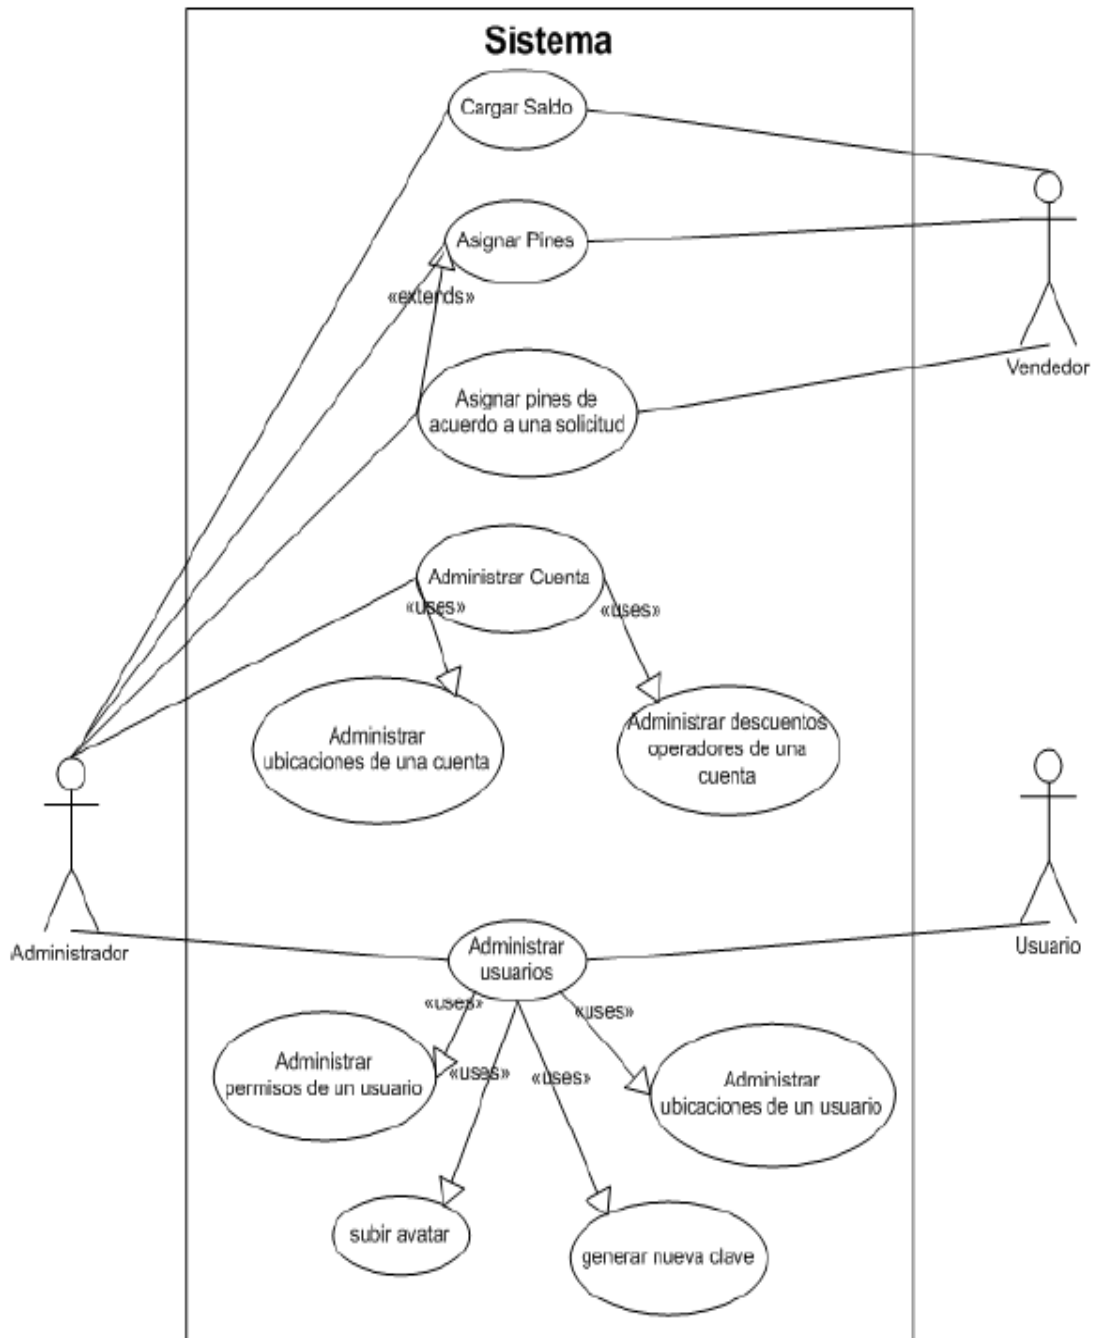 Sistema
Cargar Saldo
Asignar Pines
«extends»
Asignar pines de
acuerdo a una solicitud
Vendedor
Administrar Cuenta
«uses»
«uses»
Administrar
ubicaciones de una cuenta
Administrar descuentos
operadores de una
cuenta
Administrador
Administrar
usuarios
Usuario
«uses»
«uses»
Administrar
permisos de un usuario
«uses»
«uses»
Administrar
ubicaciones de un usuario
subir avatar
generar nueva clave